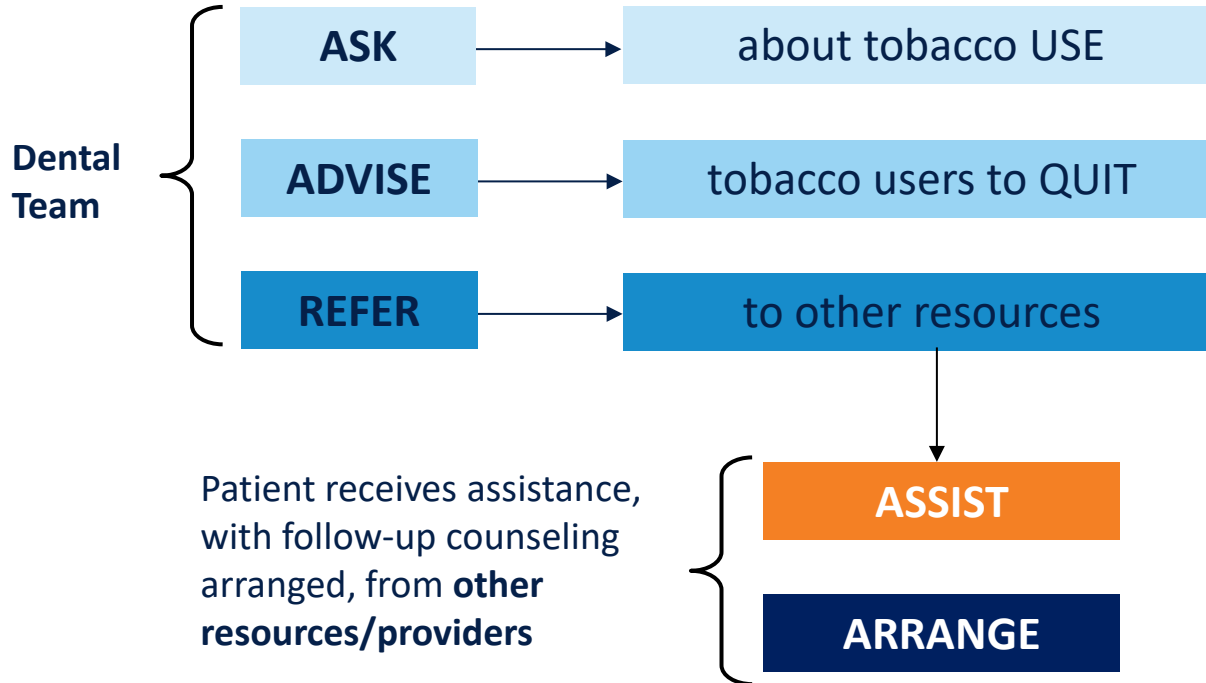 ASK
about tobacco USE
Dental
Team
ADVISE
tobacco users to QUIT
REFER
to other resources
Patient receives assistance,
with follow-up counseling
arranged, from other
resources/providers
ASSIST
ARRANGE